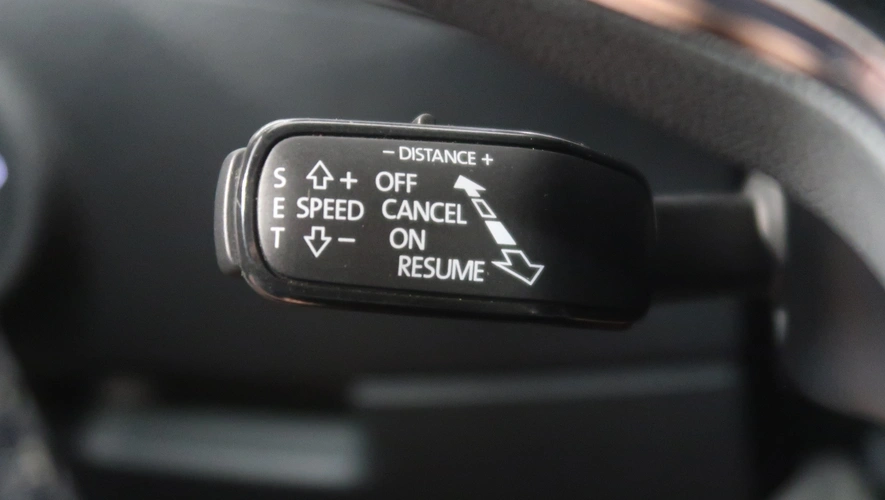 − DISTANCE +
S + OFF
E SPEED CANCEL
T − ON
RESUME